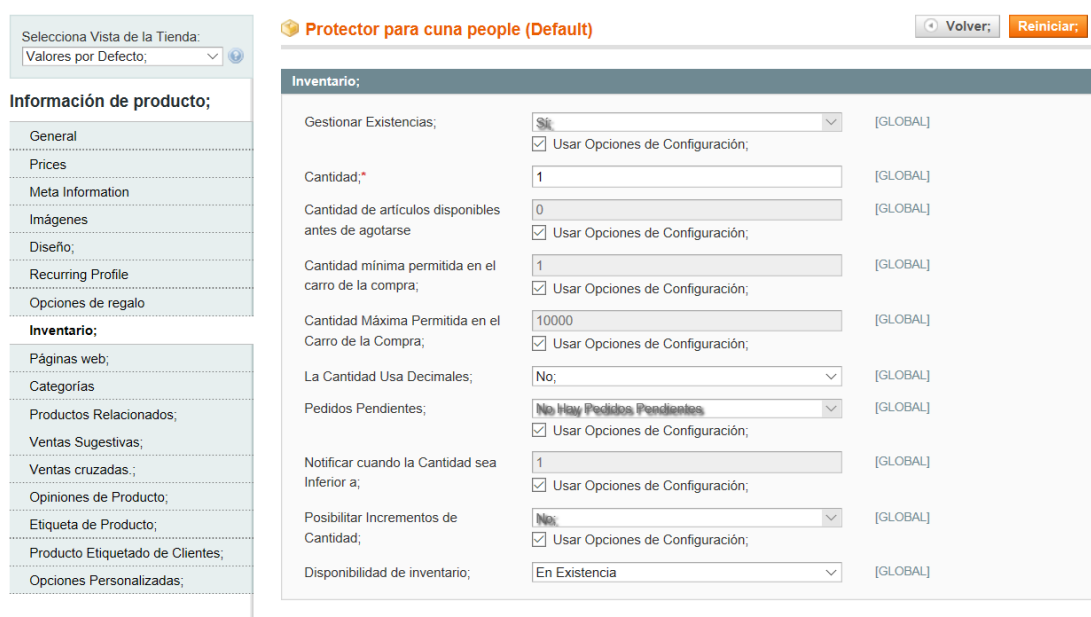 Selecciona Vista de la Tienda:
Valores por Defecto;
Información de producto;
General
Prices
Meta Information
Imágenes
Diseño;
Recurring Profile
Opciones de regalo
Inventario;
Páginas web;
Categorías
Productos Relacionados;
Ventas Sugestivas;
Ventas cruzadas.;
Opiniones de Producto;
Etiqueta de Producto;
Producto Etiquetado de Clientes;
Opciones Personalizadas;
Protector para cuna people (Default)
Volver;
Reiniciar;
Inventario;
Gestionar Existencias;
Sí;
[GLOBAL]
Usar Opciones de Configuración;
Cantidad;*
1
[GLOBAL]
Cantidad de artículos disponibles
antes de agotarse
0
[GLOBAL]
Usar Opciones de Configuración;
Cantidad mínima permitida en el
carro de la compra;
1
[GLOBAL]
Usar Opciones de Configuración;
Cantidad Máxima Permitida en el
Carro de la Compra;
10000
[GLOBAL]
Usar Opciones de Configuración;
La Cantidad Usa Decimales;
No;
[GLOBAL]
Pedidos Pendientes;
No Hay Pedidos Pendientes
[GLOBAL]
Usar Opciones de Configuración;
Notificar cuando la Cantidad sea
Inferior a;
1
[GLOBAL]
Usar Opciones de Configuración;
Posibilitar Incrementos de
Cantidad;
No;
[GLOBAL]
Usar Opciones de Configuración;
Disponibilidad de inventario;
En Existencia
[GLOBAL]